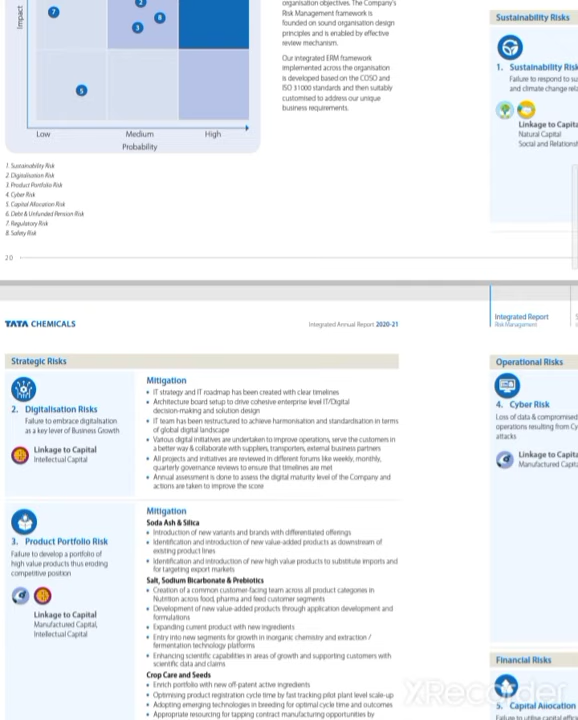 Impact
7
8
3
5
Low
Medium
High
Probability
1. Sustainability Risk
2. Digitalisation Risk
3. Product Portfolio Risk
4. Cyber Risk
5. Capital Allocation Risk
6. Debt & Unfunded Pension Risk
7. Regulatory Risk
8. Safety Risk
20
organisation objectives. The Company's
Risk Management framework is
founded on sound organisation design
principles and is enabled by effective
review mechanism.
Our integrated ERM framework
implemented across the organisation
is developed based on the COSO and
ISO 31000 standards and then suitably
customised to address our unique
business requirements.
Sustainability Risks
1. Sustainability Risk
Failure to respond to su
and climate change rela
Linkage to Capita
Natural Capital
Social and Relations
TATA CHEMICALS
Integrated Annual Report 2020-21
Strategic Risks
2. Digitalisation Risks
Failure to embrace digitalisation
as a key lever of Business Growth
Linkage to Capital
Intellectual Capital
Mitigation
• IT strategy and IT roadmap has been created with clear timelines
• Architecture board setup to drive cohesive enterprise level IT/Digital
decision-making and solution design
• IT team has been restructured to achieve harmonisation and standardisation in terms
of global digital landscape
• Various digital initiatives are undertaken to improve operations, serve the customers in
a better way & collaborate with suppliers, transporters, external business partners
• All projects and initiatives are reviewed in different forums like weekly, monthly,
quarterly governance reviews to ensure that timelines are met
• Annual assessment is done to assess the digital maturity level of the Company and
actions are taken to improve the score
3. Product Portfolio Risk
Failure to develop a portfolio of
high value products thus eroding
competitive position
Linkage to Capital
Manufactured Capital,
Intellectual Capital
Mitigation
Soda Ash & Silica
• Introduction of new variants and brands with differentiated offerings
• Identification and introduction of new value-added products as downstream of
existing product lines
• Identification and introduction of new high value products to substitute imports and
for targeting export markets
Salt, Sodium Bicarbonate & Prebiotics
• Creation of a common customer-facing team across all product categories in
Nutrition across food, pharma and feed customer segments
• Development of new value-added products through application development and
formulations
• Expanding current product with new ingredients
• Entry into new segments for growth in inorganic chemistry and extraction /
fermentation technology platforms
• Enhancing scientific capabilities in areas of growth and supporting customers with
scientific data and claims
Crop Care and Seeds
• Enrich portfolio with new off-patent active ingredients
• Optimising product registration cycle time by fast tracking pilot plant level scale-up
• Adopting emerging technologies in breeding for optimal cycle time and outcomes
• Appropriate resourcing for tapping contract manufacturing opportunities by
Integrated Report
Risk Management
Operational Risks
4. Cyber Risk
Loss of data & compromised
operations resulting from Cy
attacks
Linkage to Capita
Manufactured Capita
Financial Risks
5. Capital Allocation
XRecorder